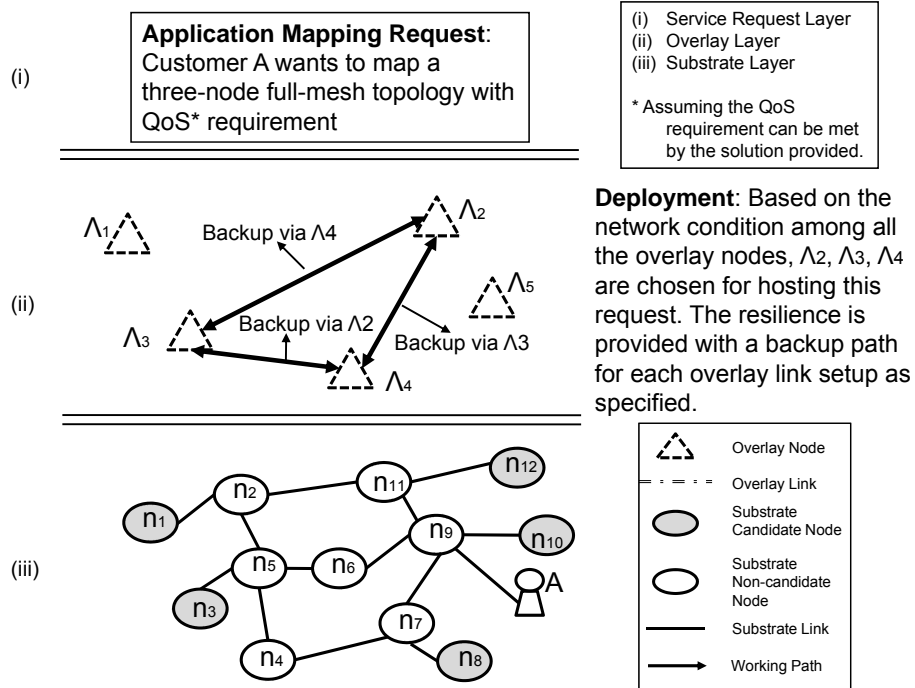 (i)
Application Mapping Request:
Customer A wants to map a
three-node full-mesh topology with
QoS* requirement
(i) Service Request Layer
(ii) Overlay Layer
(iii) Substrate Layer
* Assuming the QoS
requirement can be met
by the solution provided.
(ii)
Λ1
Λ2
Backup via Λ4
Λ5
Λ3
Backup via Λ2
Backup via Λ3
Λ4
Deployment: Based on the
network condition among all
the overlay nodes, Λ2, Λ3, Λ4
are chosen for hosting this
request. The resilience is
provided with a backup path
for each overlay link setup as
specified.
(iii)
n12
n2
n11
n1
n9
n10
n5
n6
A
n3
n7
n4
n8
Overlay Node
Overlay Link
Substrate
Candidate Node
Substrate
Non-candidate
Node
Substrate Link
Working Path